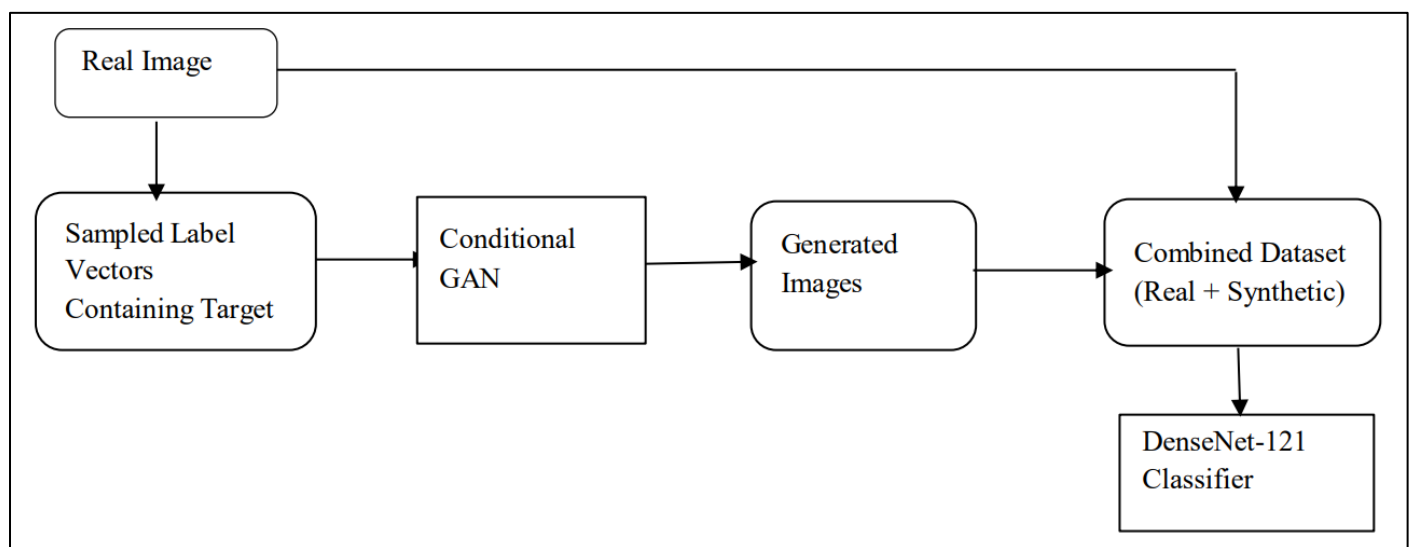 Real Image
Sampled Label
Vectors
Containing Target
Conditional
GAN
Generated
Images
Combined Dataset
(Real + Synthetic)
DenseNet-121
Classifier